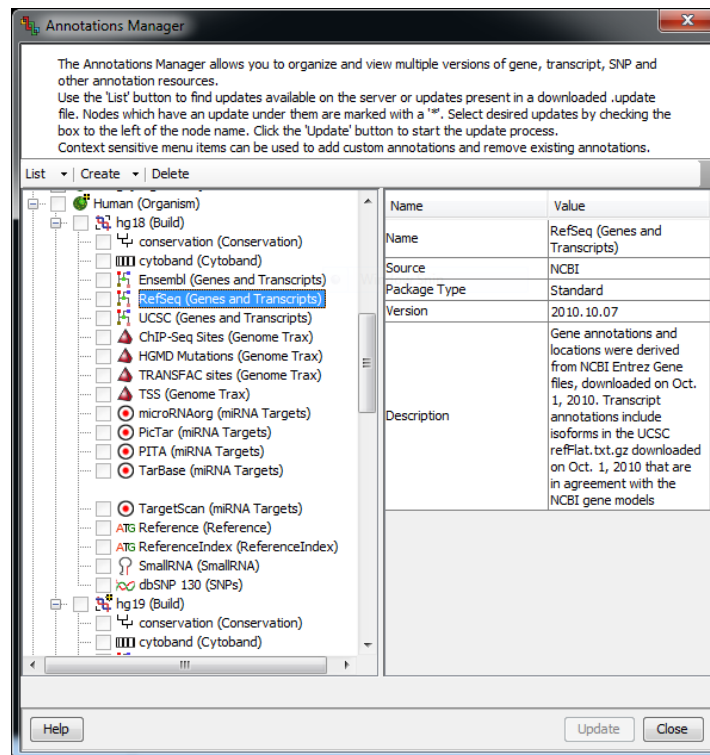 Annotations Manager
The Annotations Manager allows you to organize and view multiple versions of gene, transcript, SNP and
other annotation resources.
Use the 'List' button to find updates available on the server or updates present in a downloaded .update
file. Nodes which have an update under them are marked with a '*'. Select desired updates by checking the
box to the left of the node name. Click the 'Update' button to start the update process.
Context sensitive menu items can be used to add custom annotations and remove existing annotations.
List Create Delete
Human (Organism)
hg18 (Build)
conservation (Conservation)
cytoband (Cytoband)
Ensembl (Genes and Transcripts)
RefSeq (Genes and Transcripts)
UCSC (Genes and Transcripts)
ChIP-Seq Sites (Genome Trax)
HGMD Mutations (Genome Trax)
TRANSFAC sites (Genome Trax)
TSS (Genome Trax)
microRNAorg (miRNA Targets)
PicTar (miRNA Targets)
PITA (miRNA Targets)
TarBase (miRNA Targets)
TargetScan (miRNA Targets)
ATG Reference (Reference)
ATG ReferenceIndex (ReferenceIndex)
SmallRNA (SmallRNA)
dbSNP 130 (SNPs)
hg19 (Build)
conservation (Conservation)
cytoband (Cytoband)
Name Value
Name RefSeq (Genes and
Transcripts)
Source NCBI
Package Type Standard
Version 2010.10.07
Description
Gene annotations and
locations were derived
from NCBI Entrez Gene
files, downloaded on Oct.
1, 2010. Transcript
annotations include
isoforms in the UCSC
refFlat.txt.gz downloaded
on Oct. 1, 2010 that are
in agreement with the
NCBI gene models
Help Update Close